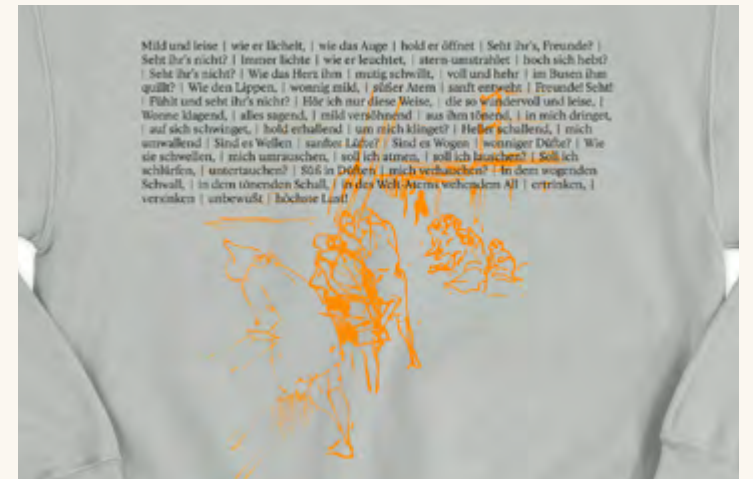 Mild und leise | wie er lächelt, | wie das Auge | hold er öffnet | Seht ihr's, Freunde? |
Seht ihr's nicht? | Immer lichter | wie er leuchtet, | stern-umstrahlet | hoch sich hebt?
| Seht ihr's nicht? | Wie das Herz ihm | mutig schwillt, | voll und hehr | im Busen ihm
quillt? | Wie den Lippen, | wonnig mild, | süßer Atem | sanft entweht | Freunde! Seht!
| Fühlt und seht ihr's nicht? | Hör ich nur diese Weise, | die so wundervoll und leise, |
Wonne klagend, | alles sagend, | mild versöhnend | aus ihm tönend, | in mich dringet,
| auf sich schwinget, | hold erhallend | um mich klinget? | Heller schallend, | mich
umwallend | Sind es Wellen | sanfter Lüfte? | Sind es Wogen | wonniger Düfte? | Wie
sie schwellen, | mich umrauschen, | soll ich atmen, | soll ich lauschen? | Soll ich
schlürfen, | untertauchen? | Süß in Düften | mich verhauchen? | In dem wogenden
Schwall, | in dem tönenden Schall, | in des Welt-Atems wehendem All | ertrinken, |
versinken | unbewußt | höchste Lust!